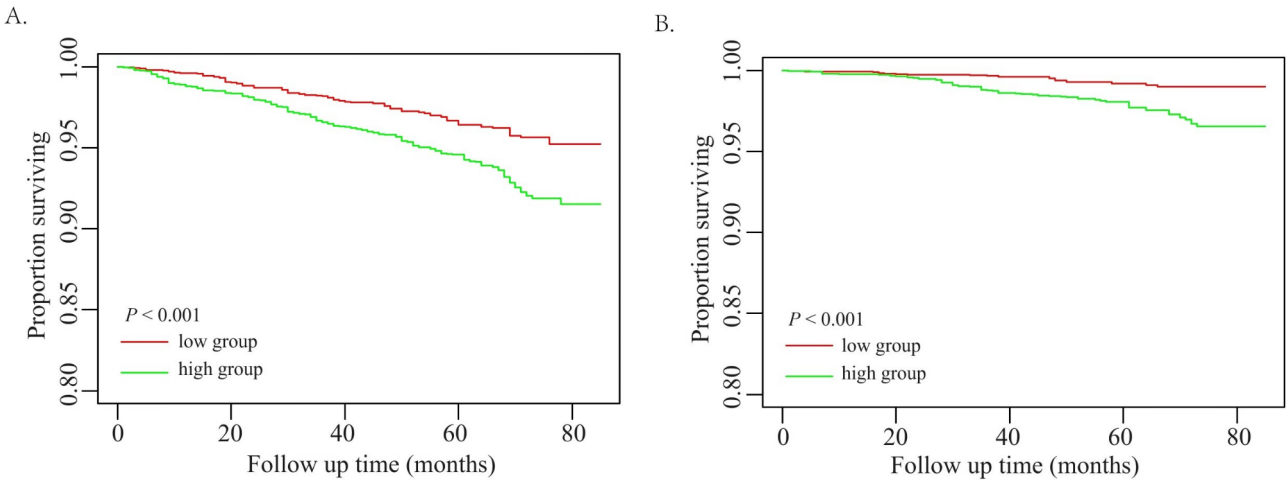 A.
Proportion surviving
1.00
0.95
0.90
0.85
0.80
P < 0.001
low group
high group
0 20 40 60 80
Follow up time (months)
B.
Proportion surviving
1.00
0.95
0.90
0.85
0.80
P < 0.001
low group
high group
0 20 40 60 80
Follow up time (months)